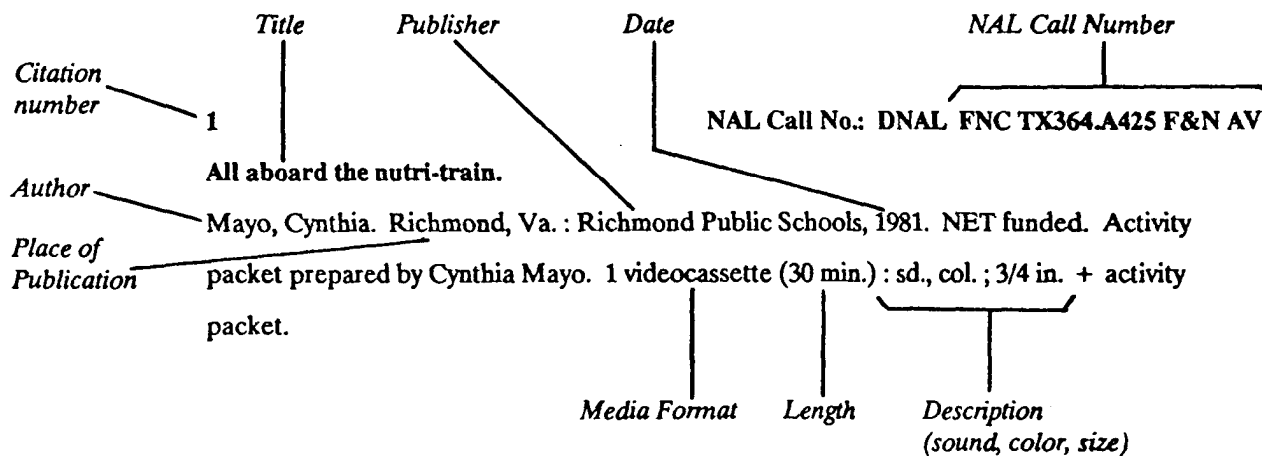 Title Publisher Date NAL Call Number
Citation
number
1 NAL Call No.: DNAL FNC TX364.A425 F&N AV
All aboard the nutri-train.
Author
Mayo, Cynthia. Richmond, Va. : Richmond Public Schools, 1981. NET funded. Activity
Place of
Publication
packet prepared by Cynthia Mayo. 1 videocassette (30 min.) : sd., col. ; 3/4 in. + activity
packet.
Media Format Length Description
(sound, color, size)